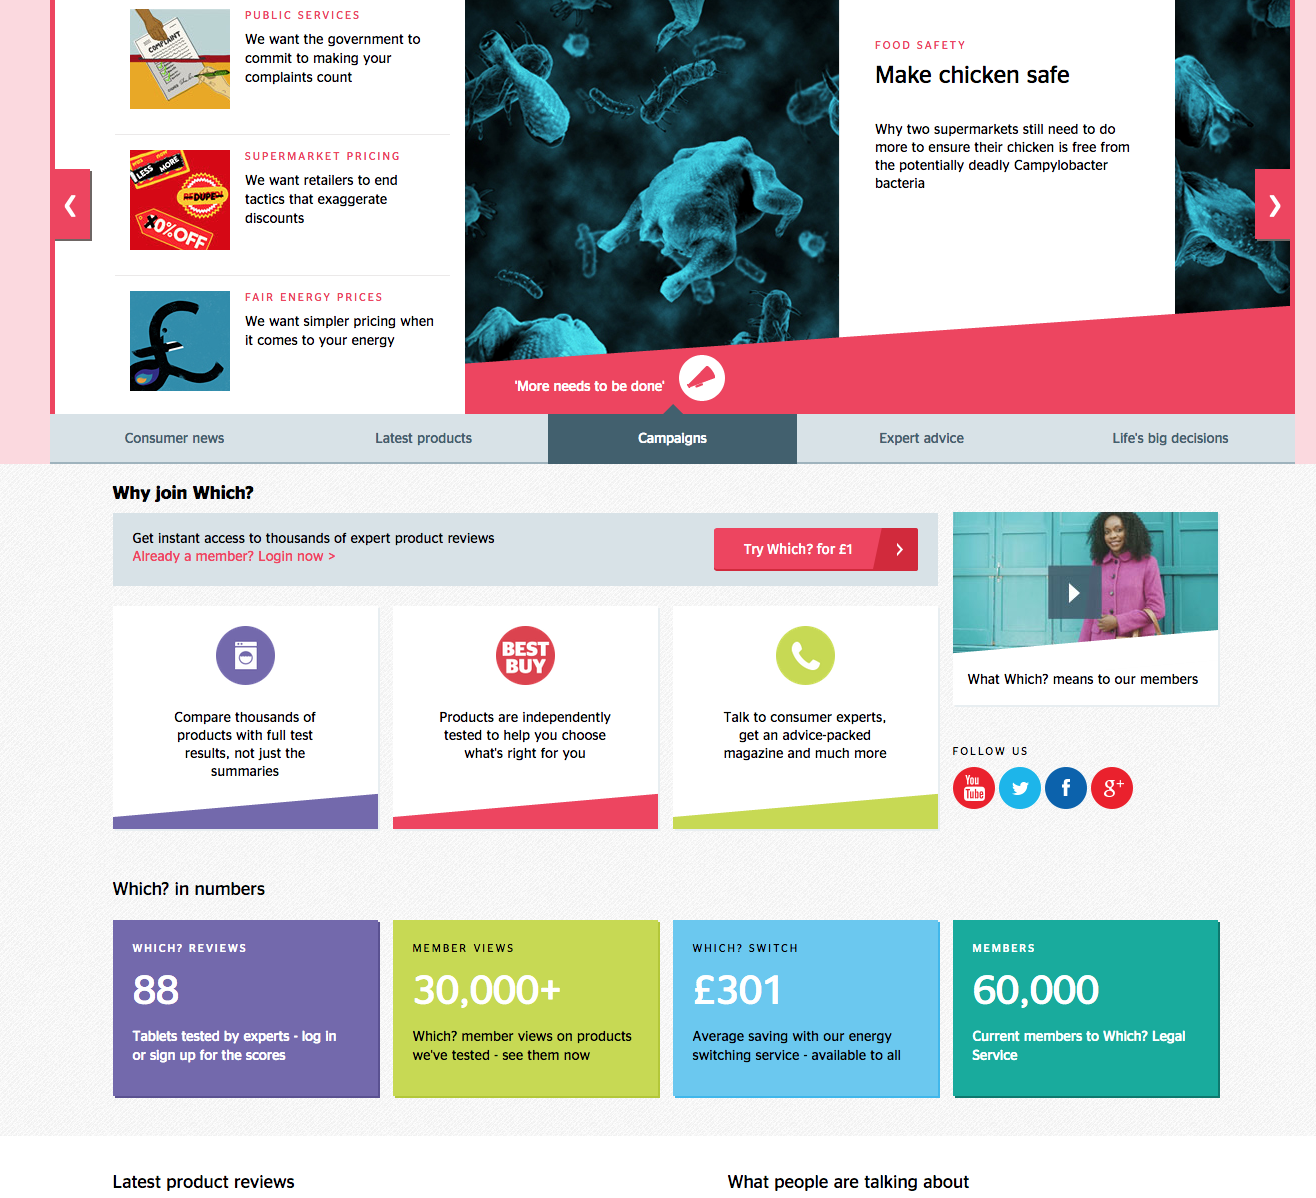 PUBLIC SERVICES
We want the government to
commit to making your
complaints count
COMPLAINT
SUPERMARKET PRICING
We want retailers to end
tactics that exaggerate
discounts
LESS
MORE
X0% OFF
FAIR ENERGY PRICES
We want simpler pricing when
it comes to your energy
£
FOOD SAFETY
Make chicken safe
Why two supermarkets still need to do
more to ensure their chicken is free from
the potentially deadly Campylobacter
bacteria
'More needs to be done'
Consumer news
Latest products
Campaigns
Expert advice
Life's big decisions
Why join Which?
Get instant access to thousands of expert product reviews
Already a member? Login now >
Try Which? for £1
Compare thousands of
products with full test
results, not just the
summaries
BEST
BUY
Products are independently
tested to help you choose
what's right for you
Talk to consumer experts,
get an advice-packed
magazine and much more
What Which? means to our members
FOLLOW US
You
Tube
f
g+
Which? in numbers
WHICH? REVIEWS
88
Tablets tested by experts - log in
or sign up for the scores
MEMBER VIEWS
30,000+
Which? member views on products
we've tested - see them now
WHICH? SWITCH
£301
Average saving with our energy
switching service - available to all
MEMBERS
60,000
Current members to Which? Legal
Service
Latest product reviews
What people are talking about